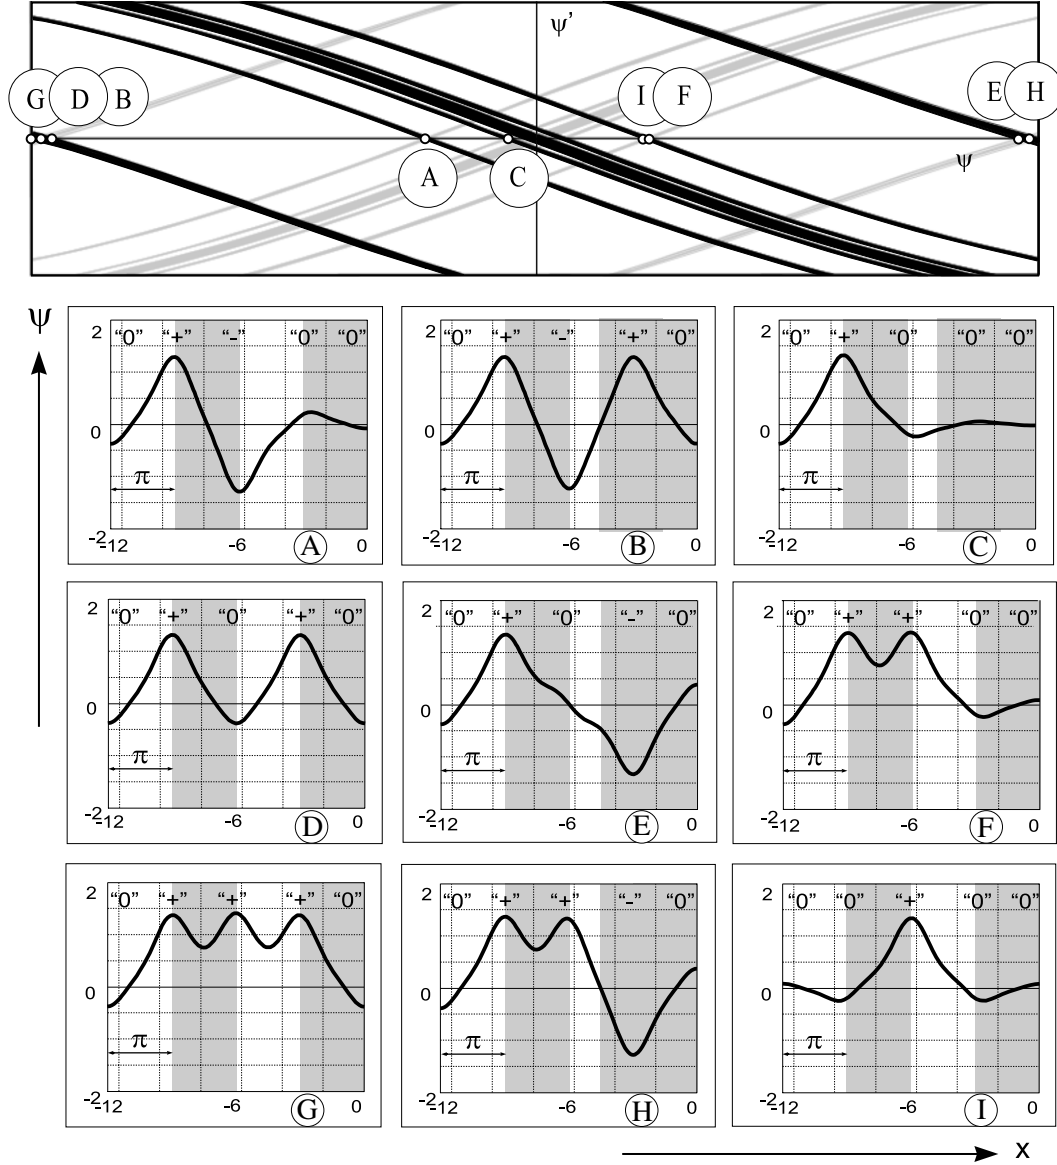 ψ'
G D B I F E H
A C ψ
ψ
2 “0” “+” “-” “0” “0”
0
π
-2
-12 -6 0
A
2 “0” “+” “-” “+” “0”
0
π
-2
-12 -6 0
B
2 “0” “+” “0” “0” “0”
0
π
-2
-12 -6 0
C
2 “0” “+” “0” “+” “0”
0
π
-2
-12 -6 0
D
2 “0” “+” “0” “-” “0”
0
π
-2
-12 -6 0
E
2 “0” “+” “+” “0” “0”
0
π
-2
-12 -6 0
F
2 “0” “+” “+” “+” “0”
0
π
-2
-12 -6 0
G
2 “0” “+” “+” “-” “0”
0
π
-2
-12 -6 0
H
2 “0” “0” “+” “0” “0”
0
π
-2
-12 -6 0
I
x